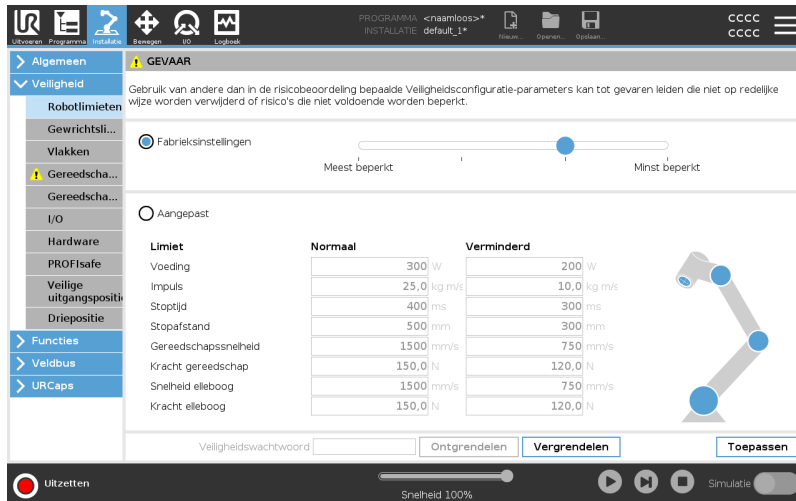 PROGRAMMA <naamloos>*
INSTALLATIE default_1*
cccc
cccc
Uitvoeren Programma Installatie Bewegen I/O Logboek Nieuw... Openen... Opslaan...
Algemeen
Veiligheid
Robotlimieten
Gewrichtsli...
Vlakken
Gereedscha...
Gereedscha...
I/O
Hardware
PROFIsafe
Veilige
uitgangspositi
Driepositie
Functies
Veldbus
URCaps
GEVAAR
Gebruik van andere dan in de risicobeoordeling bepaalde Veiligheidsconfiguratie-parameters kan tot gevaren leiden die niet op redelijke
wijze worden verwijderd of risico's die niet voldoende worden beperkt.
Fabrieksinstellingen
Meest beperkt Minst beperkt
Aangepast
Limiet Normaal Verminderd
Voeding 300 W 200 W
Impuls 25,0 kg m/s 10,0 kg m/s
Stoptijd 400 ms 300 ms
Stopafstand 500 mm 300 mm
Gereedschapssnelheid 1500 mm/s 750 mm/s
Kracht gereedschap 150,0 N 120,0 N
Snelheid elleboog 1500 mm/s 750 mm/s
Kracht elleboog 150,0 N 120,0 N
Veiligheidswachtwoord Ontgrendelen Vergrendelen Toepassen
Uitzetten Snelheid 100% Simulatie